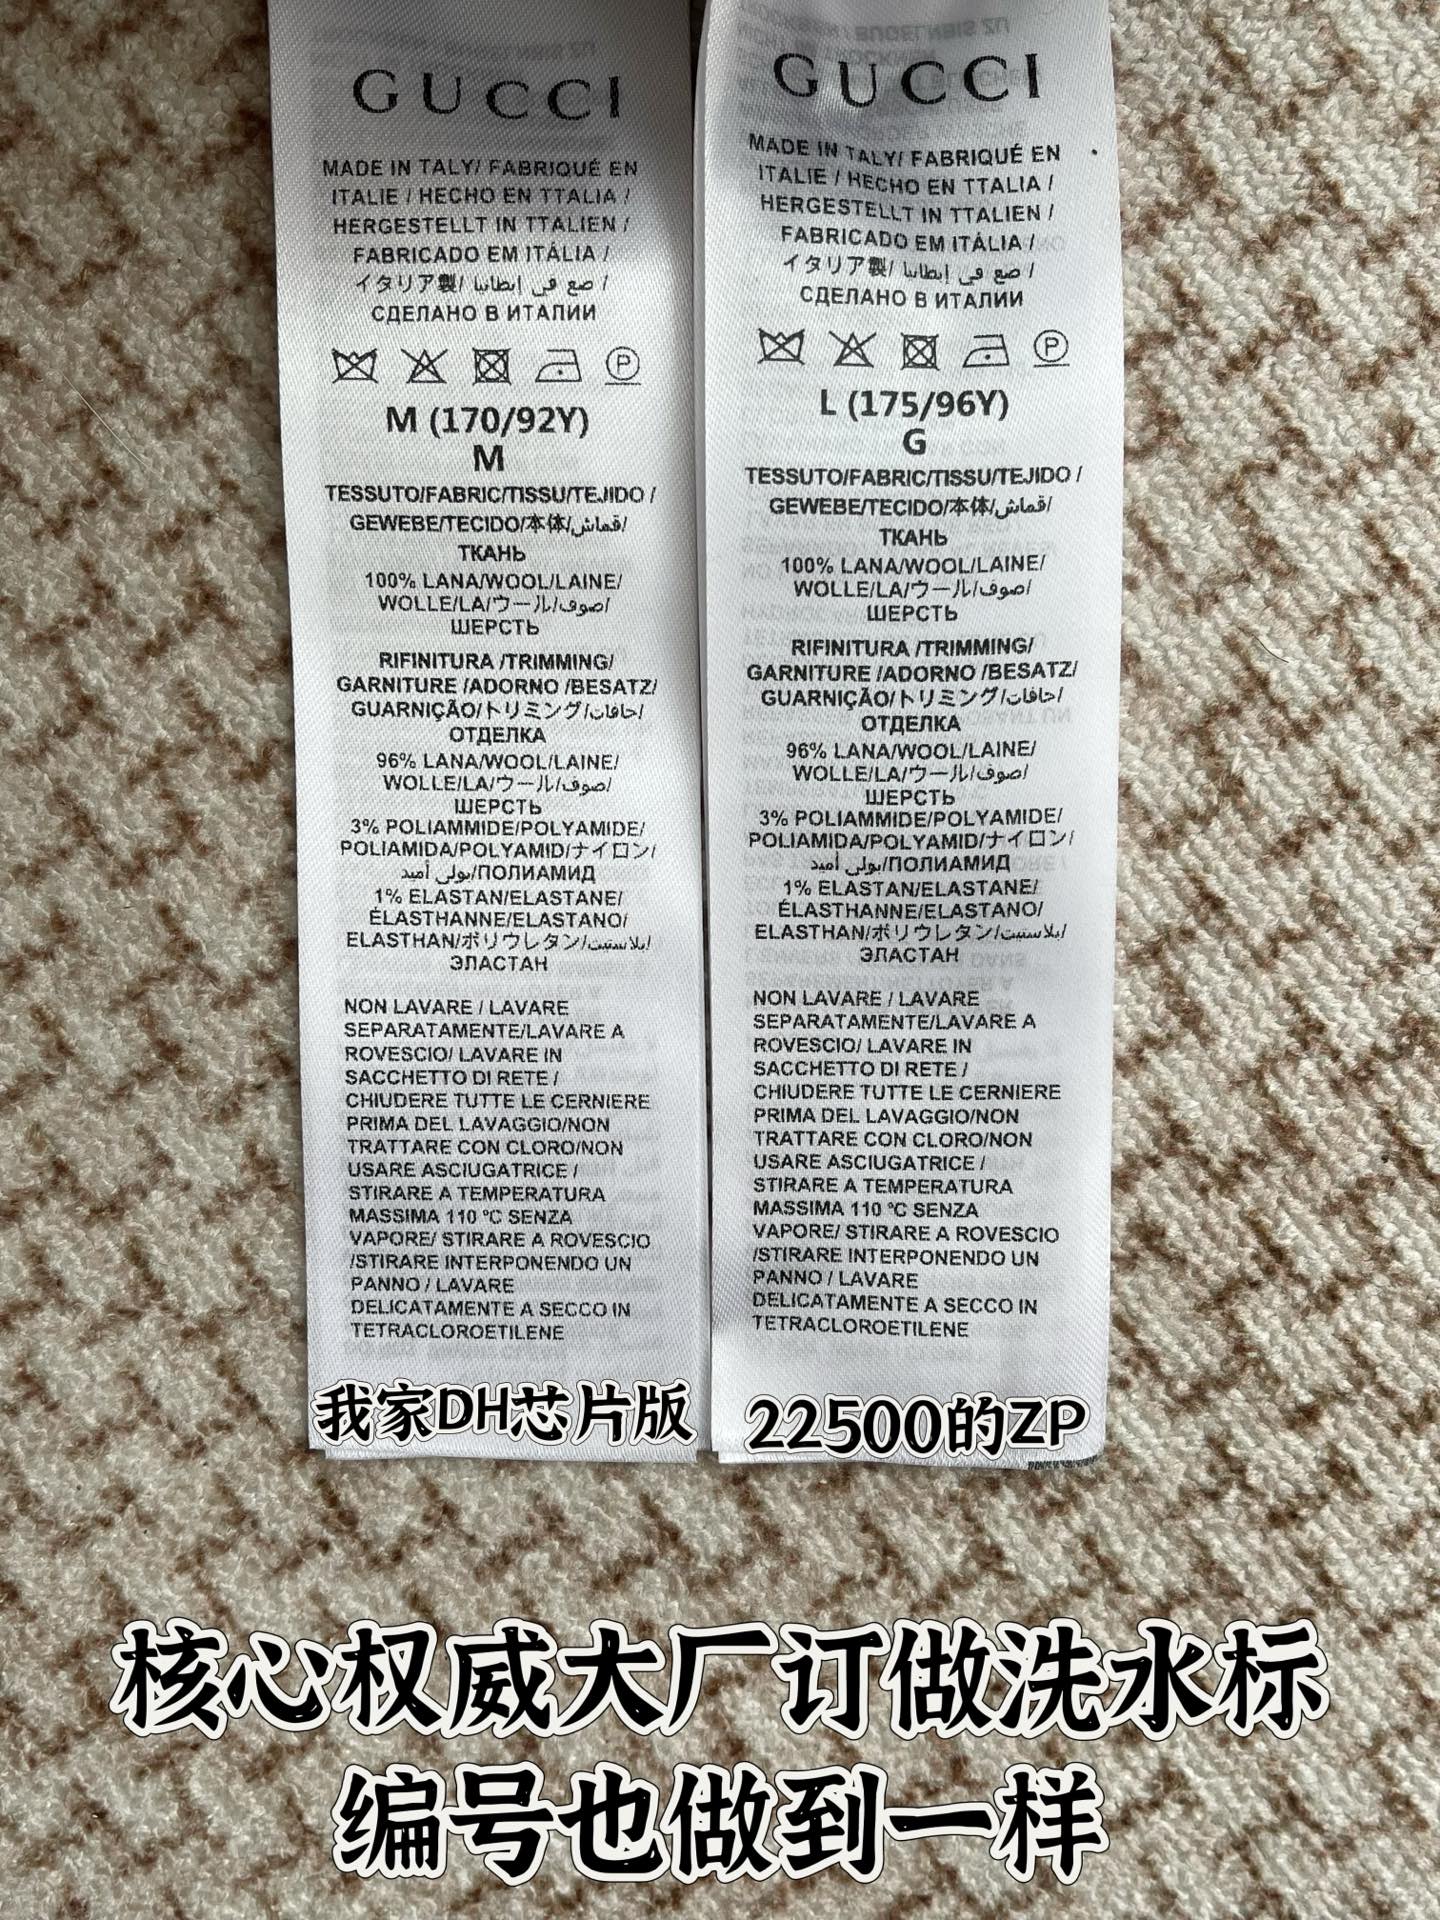 GUCCI
MADE IN TALY/ FABRIQUÉ EN
ITALIE / HECHO EN TTALIA /
HERGESTELLT IN TTALIEN /
FABRICADO EM ITÁLIA /
イタリア製/ صع في إيطاليا /
СДЕЛАНО В ИТАЛИИ
M (170/92Y)
M
TESSUTO/FABRIC/TISSU/TEJIDO /
GEWEBE/TECIDO/本体/قماش/
ТКАНЬ
100% LANA/WOOL/LAINE/
WOLLE/LA/ウール/صوف/
ШЕРСТЬ
RIFINITURA /TRIMMING/
GARNITURE /ADORNO /BESATZ/
GUARNIÇÃO/トリミング/حافات/
ОТДЕЛКА
96% LANA/WOOL/LAINE/
WOLLE/LA/ウール/صوف/
ШЕРСТЬ
3% POLIAMMIDE/POLYAMIDE/
POLIAMIDA/POLYAMID/ナイロン/
بولي أميد/ПОЛИАМИД
1% ELASTAN/ELASTANE/
ÉLASTHANNE/ELASTANO/
ELASTHAN/ポリウレタン/إيلاستيت/
ЭЛАСТАН
NON LAVARE / LAVARE
SEPARATAMENTE/LAVARE A
ROVESCIO/ LAVARE IN
SACCHETTO DI RETE /
CHIUDERE TUTTE LE CERNIERE
PRIMA DEL LAVAGGIO/NON
TRATTARE CON CLORO/NON
USARE ASCIUGATRICE /
STIRARE A TEMPERATURA
MASSIMA 110 °C SENZA
VAPORE/ STIRARE A ROVESCIO
/STIRARE INTERPONENDO UN
PANNO / LAVARE
DELICATAMENTE A SECCO IN
TETRACLOROETILENE
我家DH芯片版
GUCCI
MADE IN TALY/ FABRIQUÉ EN
ITALIE / HECHO EN TTALIA /
HERGESTELLT IN TTALIEN /
FABRICADO EM ITÁLIA /
イタリア製/ صع في إيطاليا /
СДЕЛАНО В ИТАЛИИ
L (175/96Y)
G
TESSUTO/FABRIC/TISSU/TEJIDO /
GEWEBE/TECIDO/本体/قماش/
ТКАНЬ
100% LANA/WOOL/LAINE/
WOLLE/LA/ウール/صوف/
ШЕРСТЬ
RIFINITURA /TRIMMING/
GARNITURE /ADORNO /BESATZ/
GUARNIÇÃO/トリミング/حافات/
ОТДЕЛКА
96% LANA/WOOL/LAINE/
WOLLE/LA/ウール/صوف/
ШЕРСТЬ
3% POLIAMMIDE/POLYAMIDE/
POLIAMIDA/POLYAMID/ナイロン/
بولي أميد/ПОЛИАМИД
1% ELASTAN/ELASTANE/
ÉLASTHANNE/ELASTANO/
ELASTHAN/ポリウレタン/إيلاستيت/
ЭЛАСТАН
NON LAVARE / LAVARE
SEPARATAMENTE/LAVARE A
ROVESCIO/ LAVARE IN
SACCHETTO DI RETE /
CHIUDERE TUTTE LE CERNIERE
PRIMA DEL LAVAGGIO/NON
TRATTARE CON CLORO/NON
USARE ASCIUGATRICE /
STIRARE A TEMPERATURA
MASSIMA 110 °C SENZA
VAPORE/ STIRARE A ROVESCIO
/STIRARE INTERPONENDO UN
PANNO / LAVARE
DELICATAMENTE A SECCO IN
TETRACLOROETILENE
22500的ZP
核心权威大厂订做洗水标
编号也做到一样